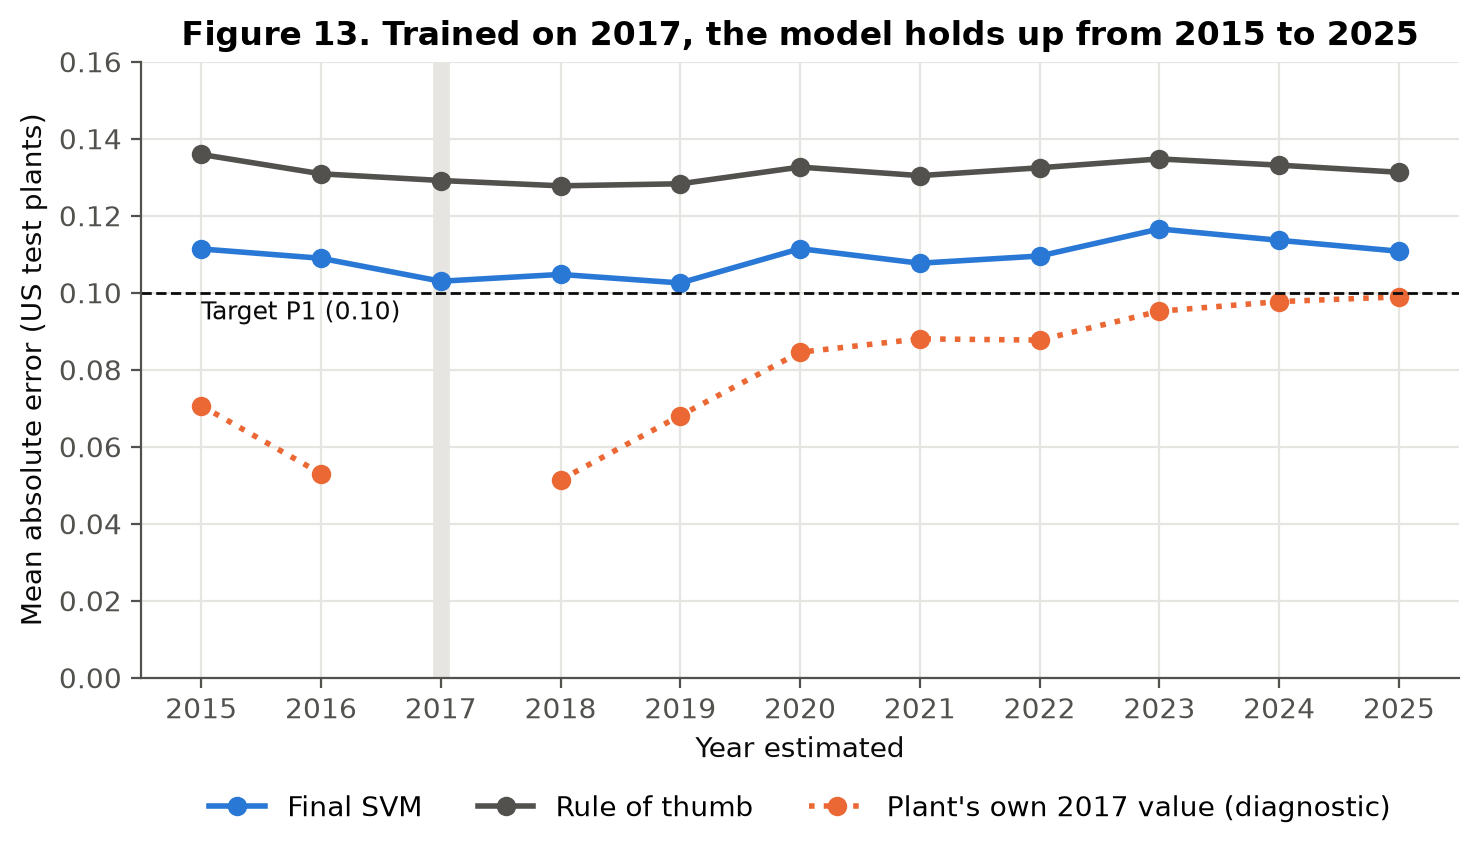 Figure 13. Trained on 2017, the model holds up from 2015 to 2025
Mean absolute error (US test plants)
0.16
0.14
0.12
0.10
0.08
0.06
0.04
0.02
0.00
Target P1 (0.10)
2015 2016 2017 2018 2019 2020 2021 2022 2023 2024 2025
Year estimated
Final SVM Rule of thumb Plant's own 2017 value (diagnostic)